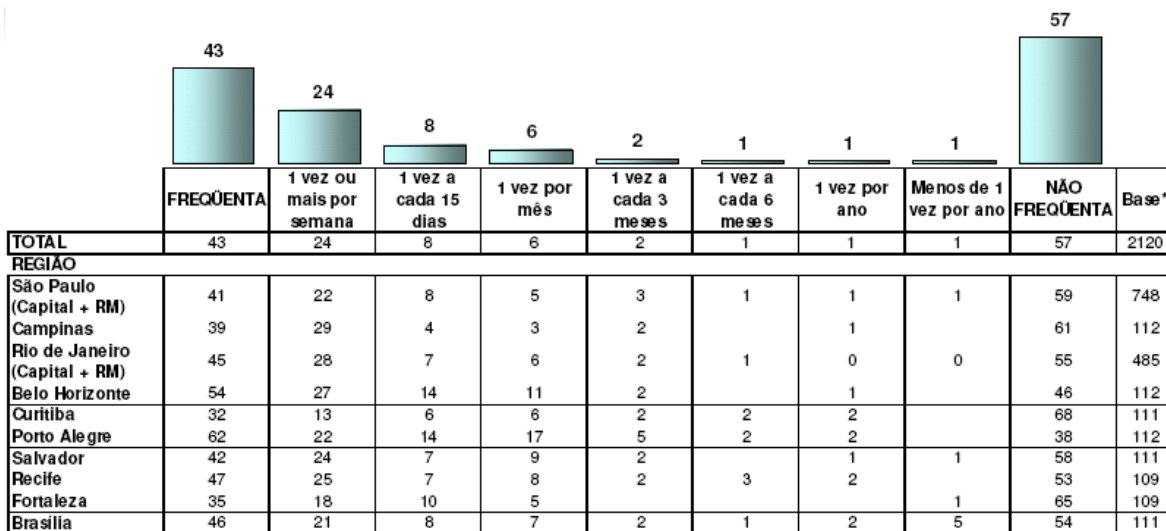 43
24
8
6
2
1
1
1
57
FREQÜENTA 1 vez ou mais por semana 1 vez a cada 15 dias 1 vez por mês 1 vez a cada 3 meses 1 vez a cada 6 meses 1 vez por ano Menos de 1 vez por ano NÃO FREQÜENTA Base*
TOTAL 43 24 8 6 2 1 1 1 57 2120
REGIÃO
São Paulo (Capital + RM) 41 22 8 5 3 1 1 1 59 748
Campinas 39 29 4 3 2 1 61 112
Rio de Janeiro (Capital + RM) 45 28 7 6 2 1 0 0 55 485
Belo Horizonte 54 27 14 11 2 1 46 112
Curitiba 32 13 6 6 2 2 2 68 111
Porto Alegre 62 22 14 17 5 2 2 38 112
Salvador 42 24 7 9 2 1 1 58 111
Recife 47 25 7 8 2 3 2 53 109
Fortaleza 35 18 10 5 1 65 109
Brasília 46 21 8 7 2 1 2 5 54 111